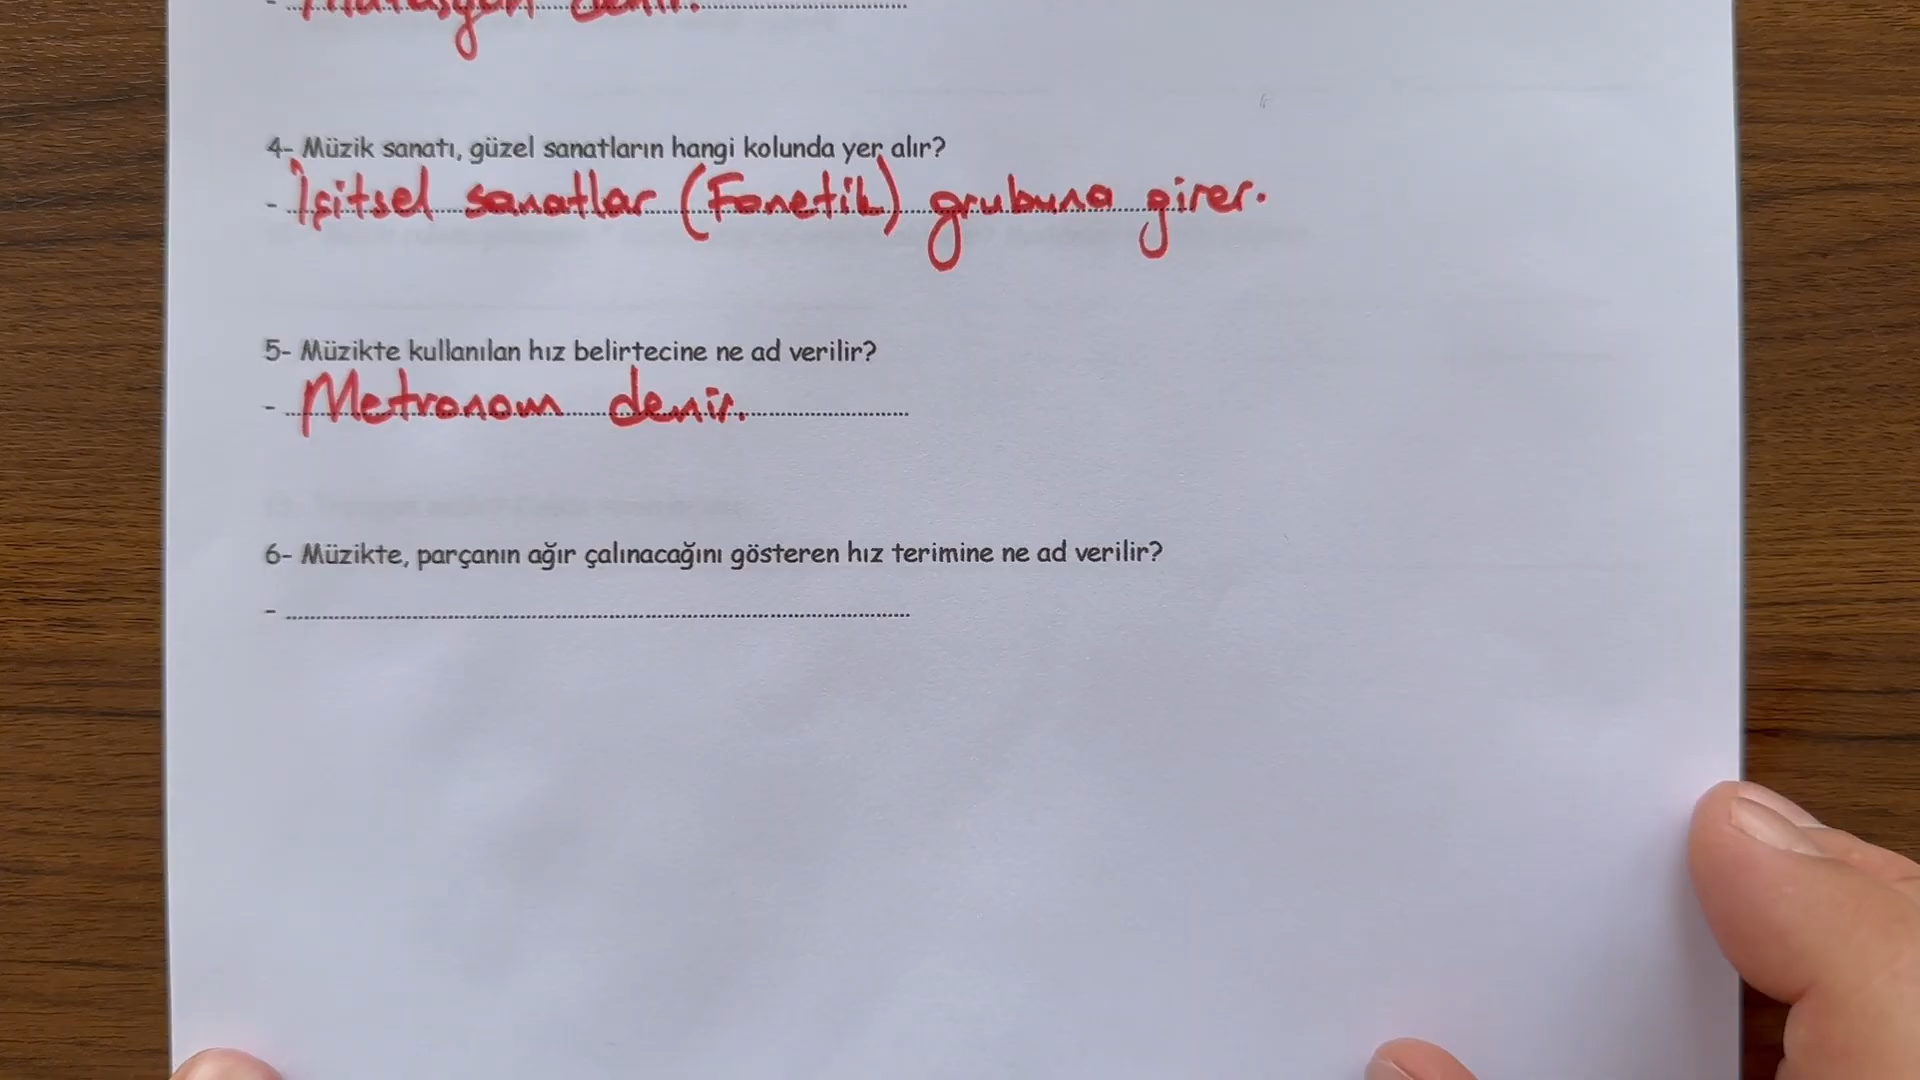 denir.
4- Müzik sanatı, güzel sanatların hangi kolunda yer alır?
- İşitsel sanatlar (Fonetik) grubuna girer.
5- Müzikte kullanılan hız belirtecine ne ad verilir?
- Metronom denir.
6- Müzikte, parçanın ağır çalınacağını gösteren hız terimine ne ad verilir?
-